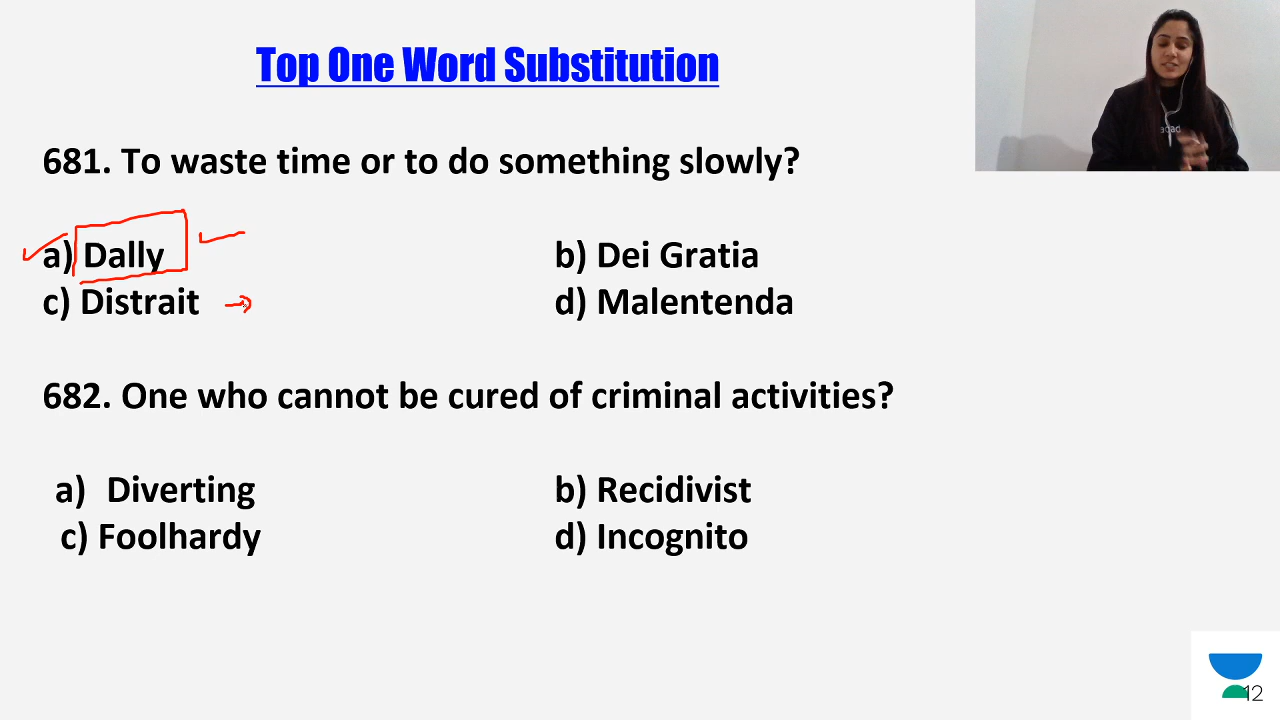 Top One Word Substitution
681. To waste time or to do something slowly?
a) Dally
b) Dei Gratia
c) Distrait
d) Malentenda
682. One who cannot be cured of criminal activities?
a) Diverting
b) Recidivist
c) Foolhardy
d) Incognito
12